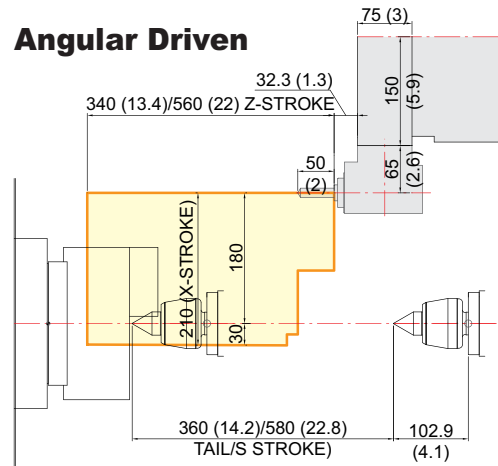 75 (3)
Angular Driven
32.3 (1.3)
340 (13.4)/560 (22) Z-STROKE
150
(5.9)
50
(2)
65
(2.6)
210 (X-STROKE)
180
30
360 (14.2)/580 (22.8)
TAIL/S STROKE)
102.9
(4.1)